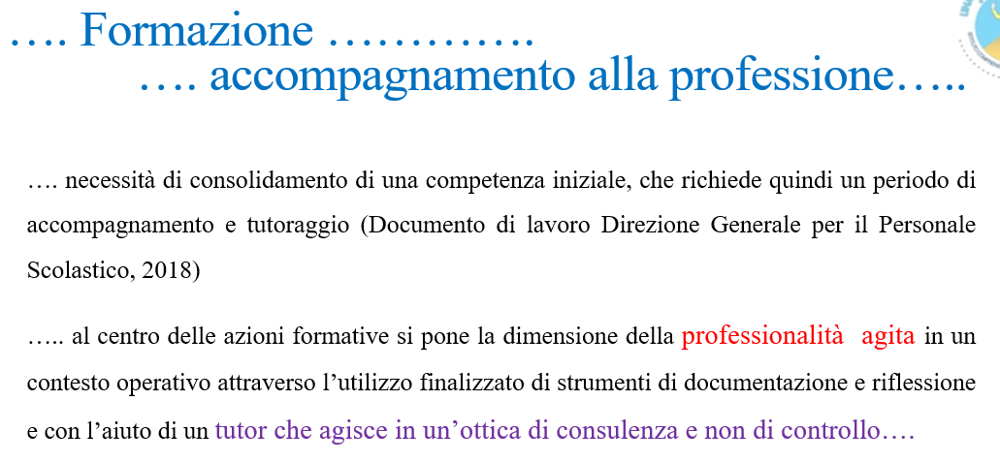 …. Formazione ………….
…. accompagnamento alla professione…..
…. necessità di consolidamento di una competenza iniziale, che richiede quindi un periodo di
accompagnamento e tutoraggio (Documento di lavoro Direzione Generale per il Personale
Scolastico, 2018)
….. al centro delle azioni formative si pone la dimensione della professionalità  agita in un
contesto operativo attraverso l’utilizzo finalizzato di strumenti di documentazione e riflessione
e con l’aiuto di un tutor che agisce in un’ottica di consulenza e non di controllo….